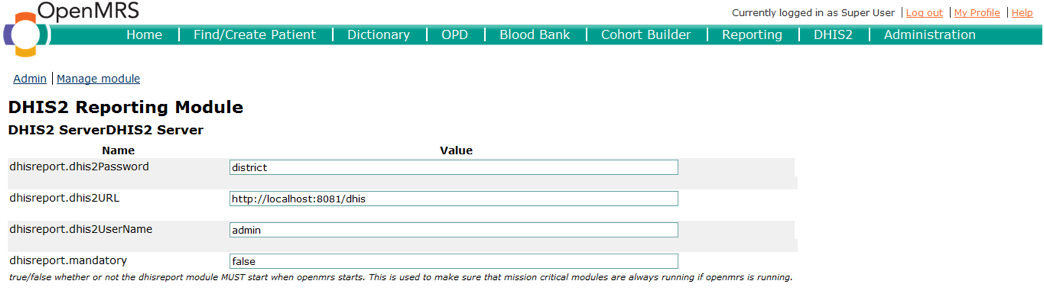 OpenMRS
Currently logged in as Super User | Log out | My Profile | Help
Home | Find/Create Patient | Dictionary | OPD | Blood Bank | Cohort Builder | Reporting | DHIS2 | Administration
Admin | Manage module
DHIS2 Reporting Module
DHIS2 ServerDHIS2 Server
Name Value
dhisreport.dhis2Password district
dhisreport.dhis2URL http://localhost:8081/dhis
dhisreport.dhis2UserName admin
dhisreport.mandatory false
true/false whether or not the dhisreport module MUST start when openmrs starts. This is used to make sure that mission critical modules are always running if openmrs is running.